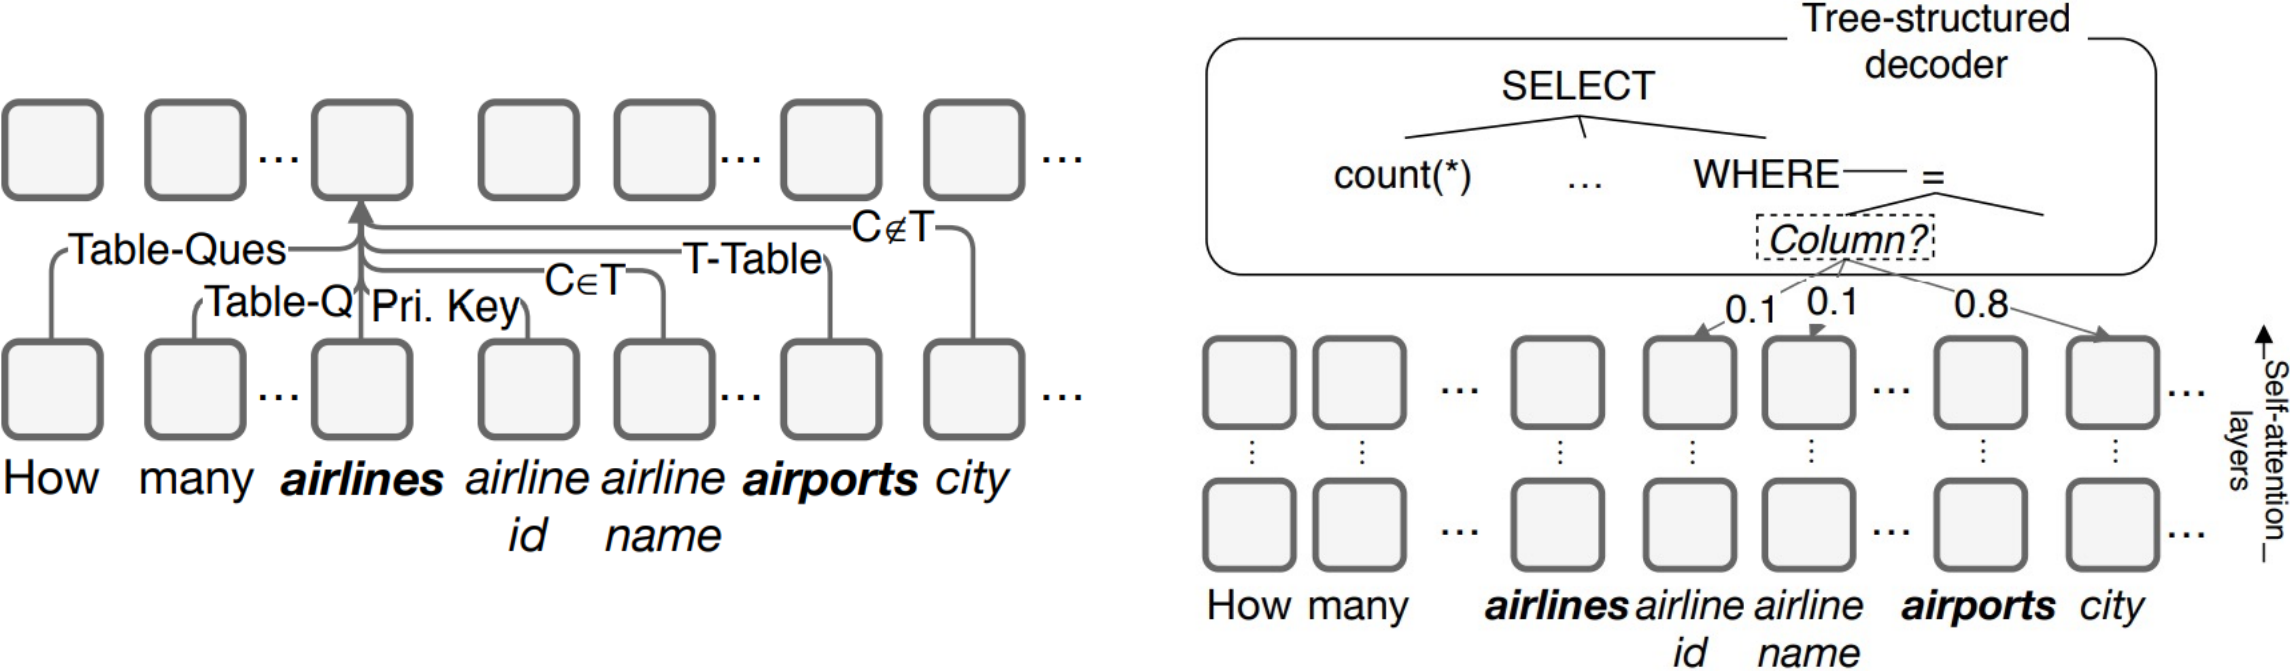 ... ... ...
Table-Ques C∉T
T-Table
C∈T
Table-Q Pri. Key
... ... ...
How many airlines airline airline airports city
id name
Tree-structured
decoder
SELECT
count(*) ... WHERE =
Column?
0.1 0.1 0.8
... ... ...
... ... ...
How many airlines airline airline airports city
id name
Self-attention
layers